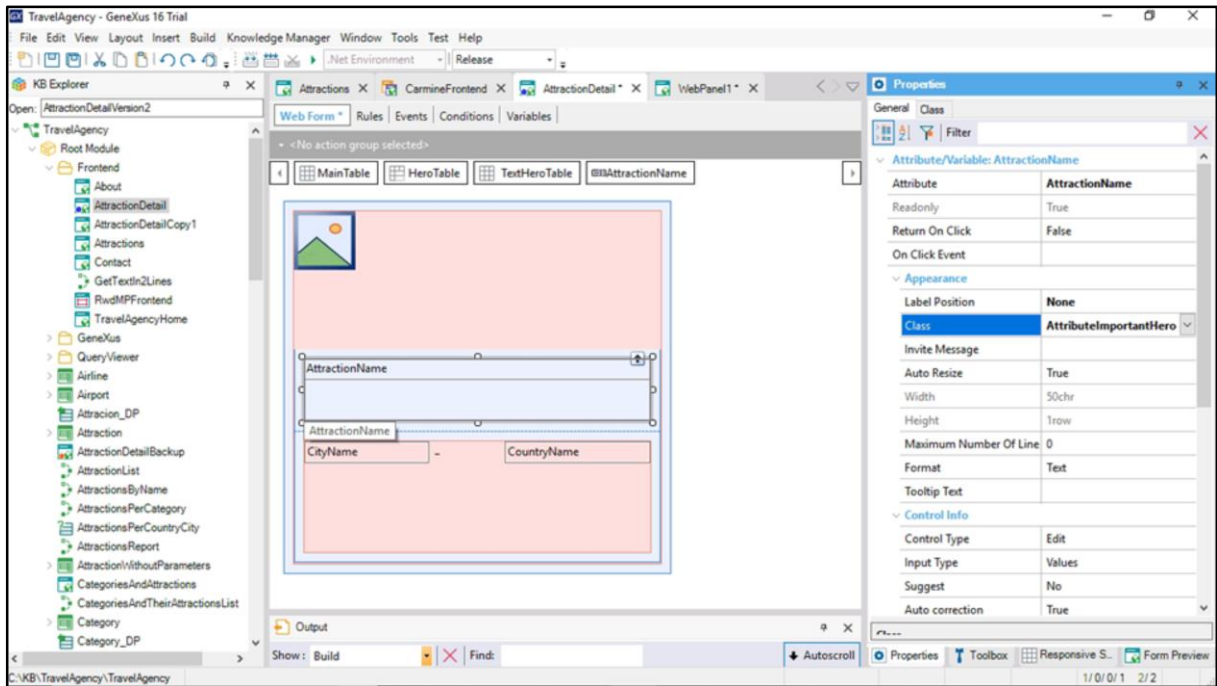 TravelAgency - GeneXus 16 Trial
File Edit View Layout Insert Build Knowledge Manager Window Tools Test Help
.Net Environment Release
KB Explorer
Open: AttractionDetailVersion2
TravelAgency
Root Module
Frontend
About
AttractionDetail
AttractionDetailCopy1
Attractions
Contact
GetTextIn2Lines
RwdMPFrontend
TravelAgencyHome
GeneXus
QueryViewer
Airline
Airport
Attracion_DP
Attraction
AttractionDetailBackup
AttractionList
AttractionsByName
AttractionsPerCategory
AttractionsPerCountryCity
AttractionsReport
AttractionWithoutParameters
CategoriesAndAttractions
CategoriesAndTheirAttractionsList
Category
Category_DP
Attractions X CarmineFrontend X AttractionDetail * X WebPanel1 * X
Web Form * Rules Events Conditions Variables
<No action group selected>
MainTable HeroTable TextHeroTable AttractionName
AttractionName
AttractionName
CityName - CountryName
Output
Show: Build Find: Autoscroll
Properties
General Class
Filter
Attribute/Variable: AttractionName
Attribute AttractionName
Readonly True
Return On Click False
On Click Event
Appearance
Label Position None
Class AttributeImportantHero
Invite Message
Auto Resize True
Width 50chr
Height 1row
Maximum Number Of Line 0
Format Text
Tooltip Text
Control Info
Control Type Edit
Input Type Values
Suggest No
Auto correction True
Properties Toolbox Responsive S... Form Preview
C:\KB\TravelAgency\TravelAgency 1/0/0/1 2/2